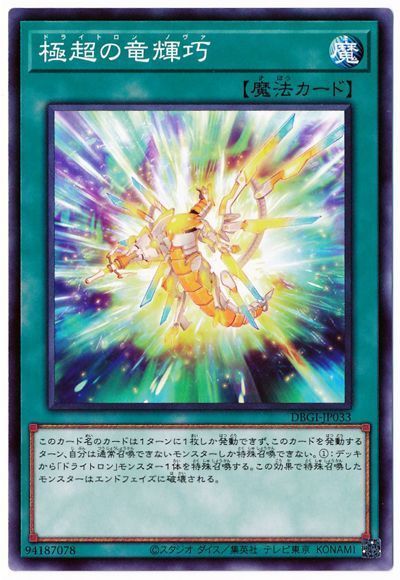 ドライトロン・ノヴァ
極超の竜輝巧
魔
【魔法カード】
DBGI-JP033
このカード名のカードは1ターンに1枚しか発動できず、このカードを発動する
ターン、自分は通常召喚できないモンスターしか特殊召喚できない。①:デッキ
から「ドライトロン」モンスター1体を特殊召喚する。この効果で特殊召喚した
モンスターはエンドフェイズに破壊される。
94187078
©スタジオ・ダイス/集英社・テレビ東京・KONAMI